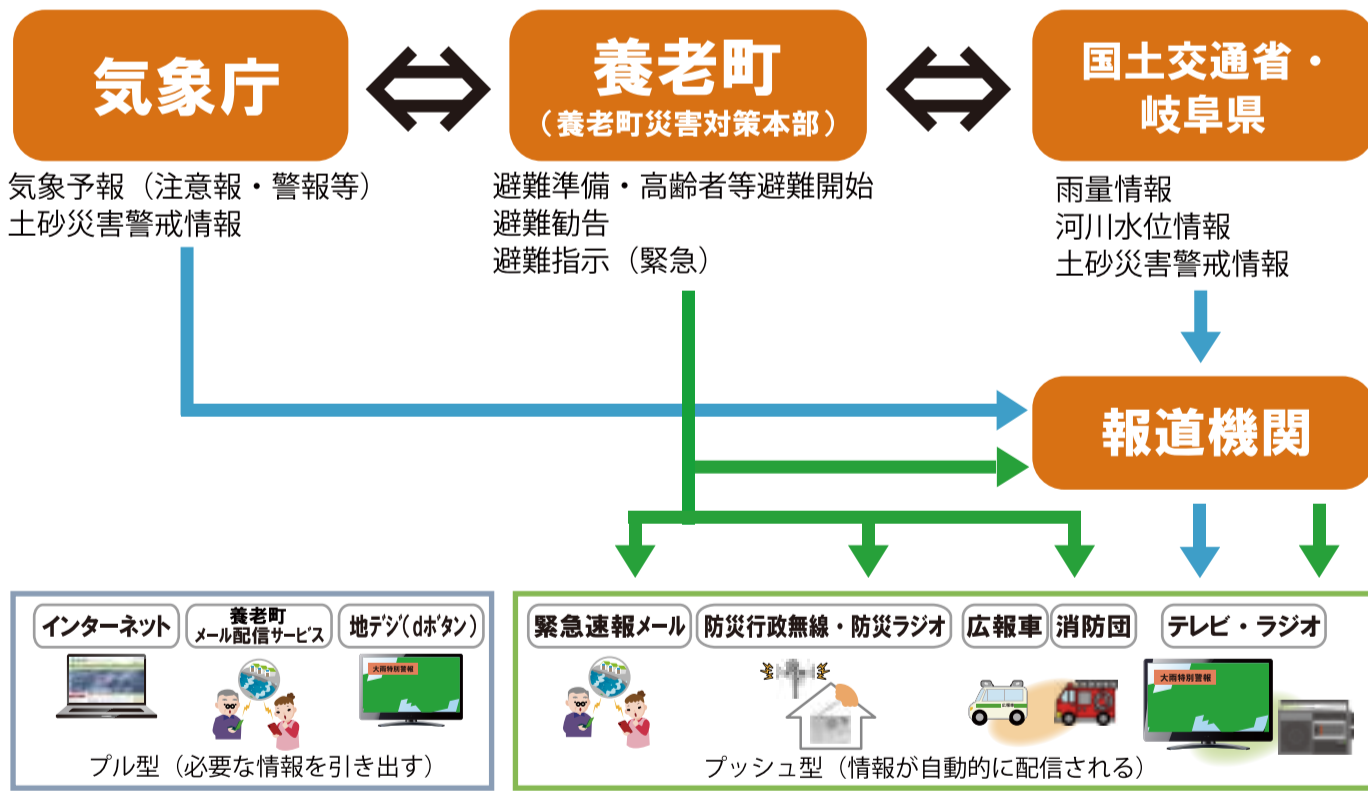 気象庁
養老町
(養老町災害対策本部)
国土交通省・
岐阜県
気象予報(注意報・警報等)
土砂災害警戒情報
避難準備・高齢者等避難開始
避難勧告
避難指示(緊急)
雨量情報
河川水位情報
土砂災害警戒情報
報道機関
インターネット
養老町
メール配信サービス
地デジ(dボタン)
大雨特別警報
プル型(必要な情報を引き出す)
緊急速報メール
防災行政無線・防災ラジオ
広報車
消防団
テレビ・ラジオ
広報車
大雨特別警報
プッシュ型(情報が自動的に配信される)